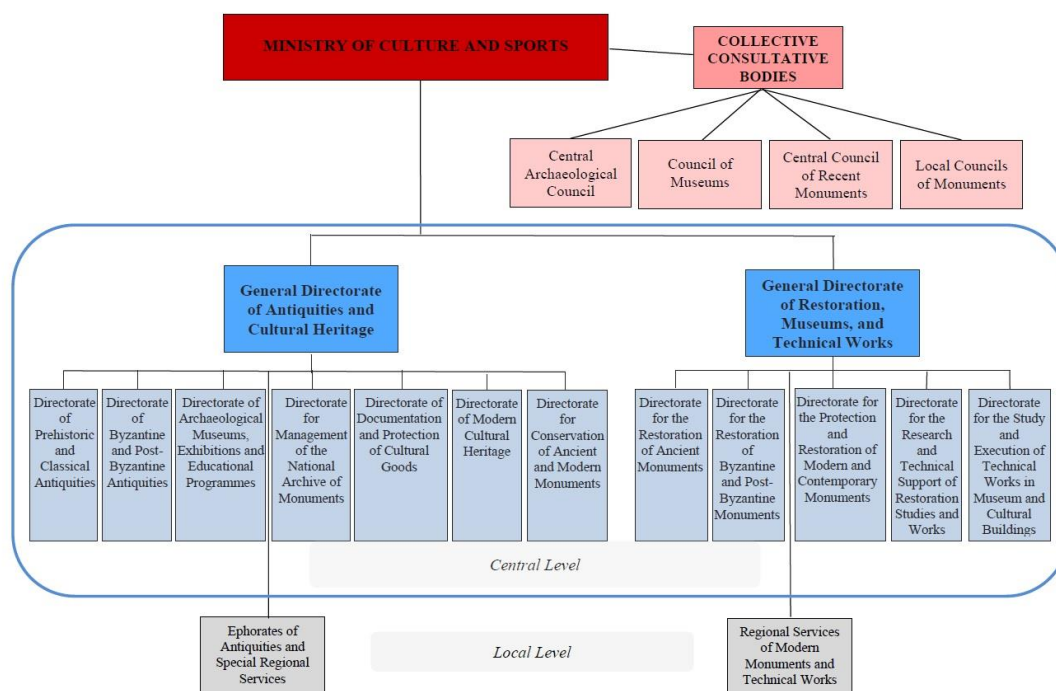 MINISTRY OF CULTURE AND SPORTS
COLLECTIVE
CONSULTATIVE
BODIES
Central
Archaeological
Council
Council of
Museums
Central Council
of Recent
Monuments
Local Councils
of Monuments
General Directorate
of Antiquities and
Cultural Heritage
General Directorate
of Restoration,
Museums, and
Technical Works
Directorate
of
Prehistoric
and
Classical
Antiquities
Directorate
of
Byzantine
and Post-
Byzantine
Antiquities
Directorate of
Archaeological
Museums,
Exhibitions and
Educational
Programmes
Directorate
for
Management
of the
National
Archive of
Monuments
Directorate of
Documentation
and Protection
of Cultural
Goods
Directorate
of Modern
Cultural
Heritage
Directorate
for
Conservation
of Ancient
and Modern
Monuments
Directorate
for the
Restoration
of Ancient
Monuments
Directorate
for the
Restoration
of
Byzantine
and Post-
Byzantine
Monuments
Directorate for
the Protection
and
Restoration of
Modern and
Contemporary
Monuments
Directorate
for the
Research
and
Technical
Support of
Restoration
Studies and
Works
Directorate
for the Study
and
Execution of
Technical
Works in
Museum and
Cultural
Buildings
Central Level
Ephorates of
Antiquities and
Special Regional
Services
Local Level
Regional Services
of Modern
Monuments and
Technical Works